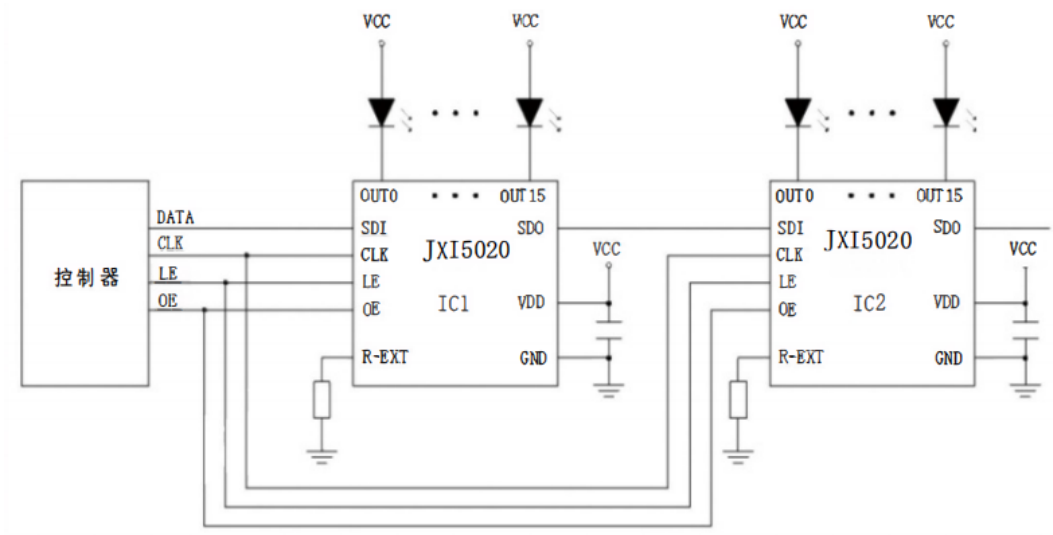 VCC VCC VCC VCC
OUT0 OUT15 OUT0 OUT15
DATA SDI SDO SDI SDO
CLK CLK JXI5020 VCC CLK JXI5020 VCC
控制器 LE LE LE
OE OE IC1 VDD OE IC2 VDD
R-EXT GND R-EXT GND